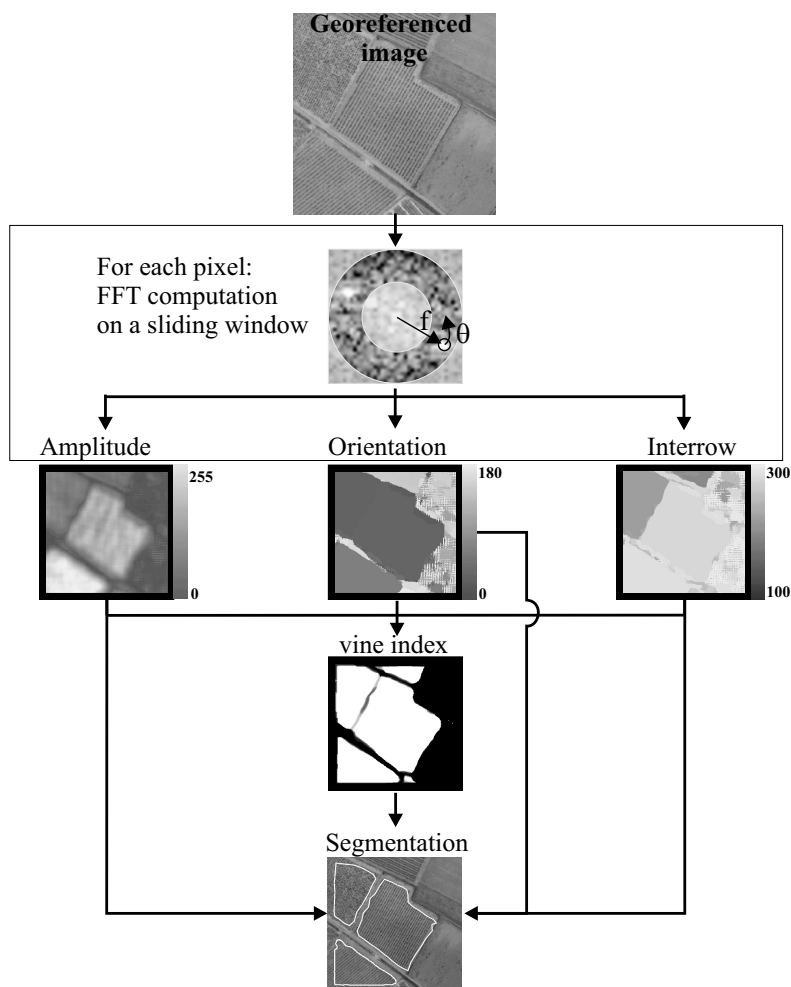 Georeferenced
image
For each pixel:
FFT computation
on a sliding window
f
θ
Amplitude
Orientation
Interrow
255
0
180
0
300
100
vine index
Segmentation